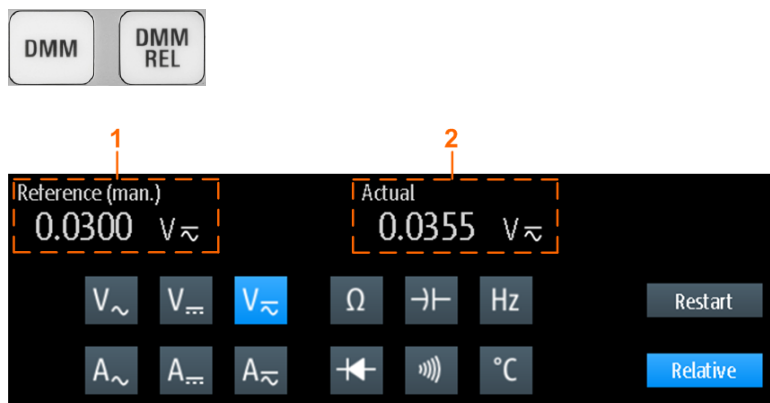 DMM
DMM
REL
1
2
Reference (man.)
Actual
0.0300 V⏦
0.0355 V⏦
V∿
V⎓
V⏦
Ω
Hz
Restart
A∿
A⎓
A⏦
°C
Relative